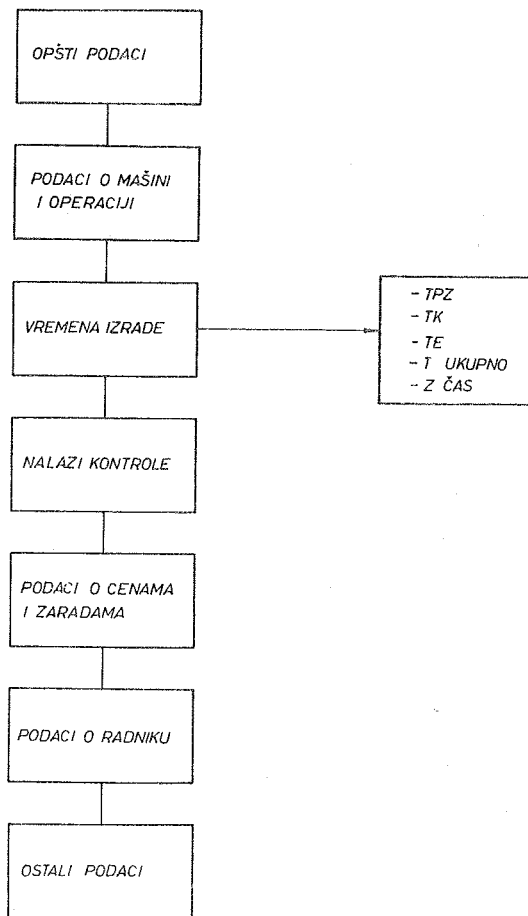 OPŠTI PODACI
PODACI O MAŠINI
I OPERACIJI
VREMENA IZRADE
- TPZ
- TK
- TE
- T UKUPNO
- Z ČAS
NALAZI KONTROLE
PODACI O CENAMA
I ZARADAMA
PODACI O RADNIKU
OSTALI PODACI